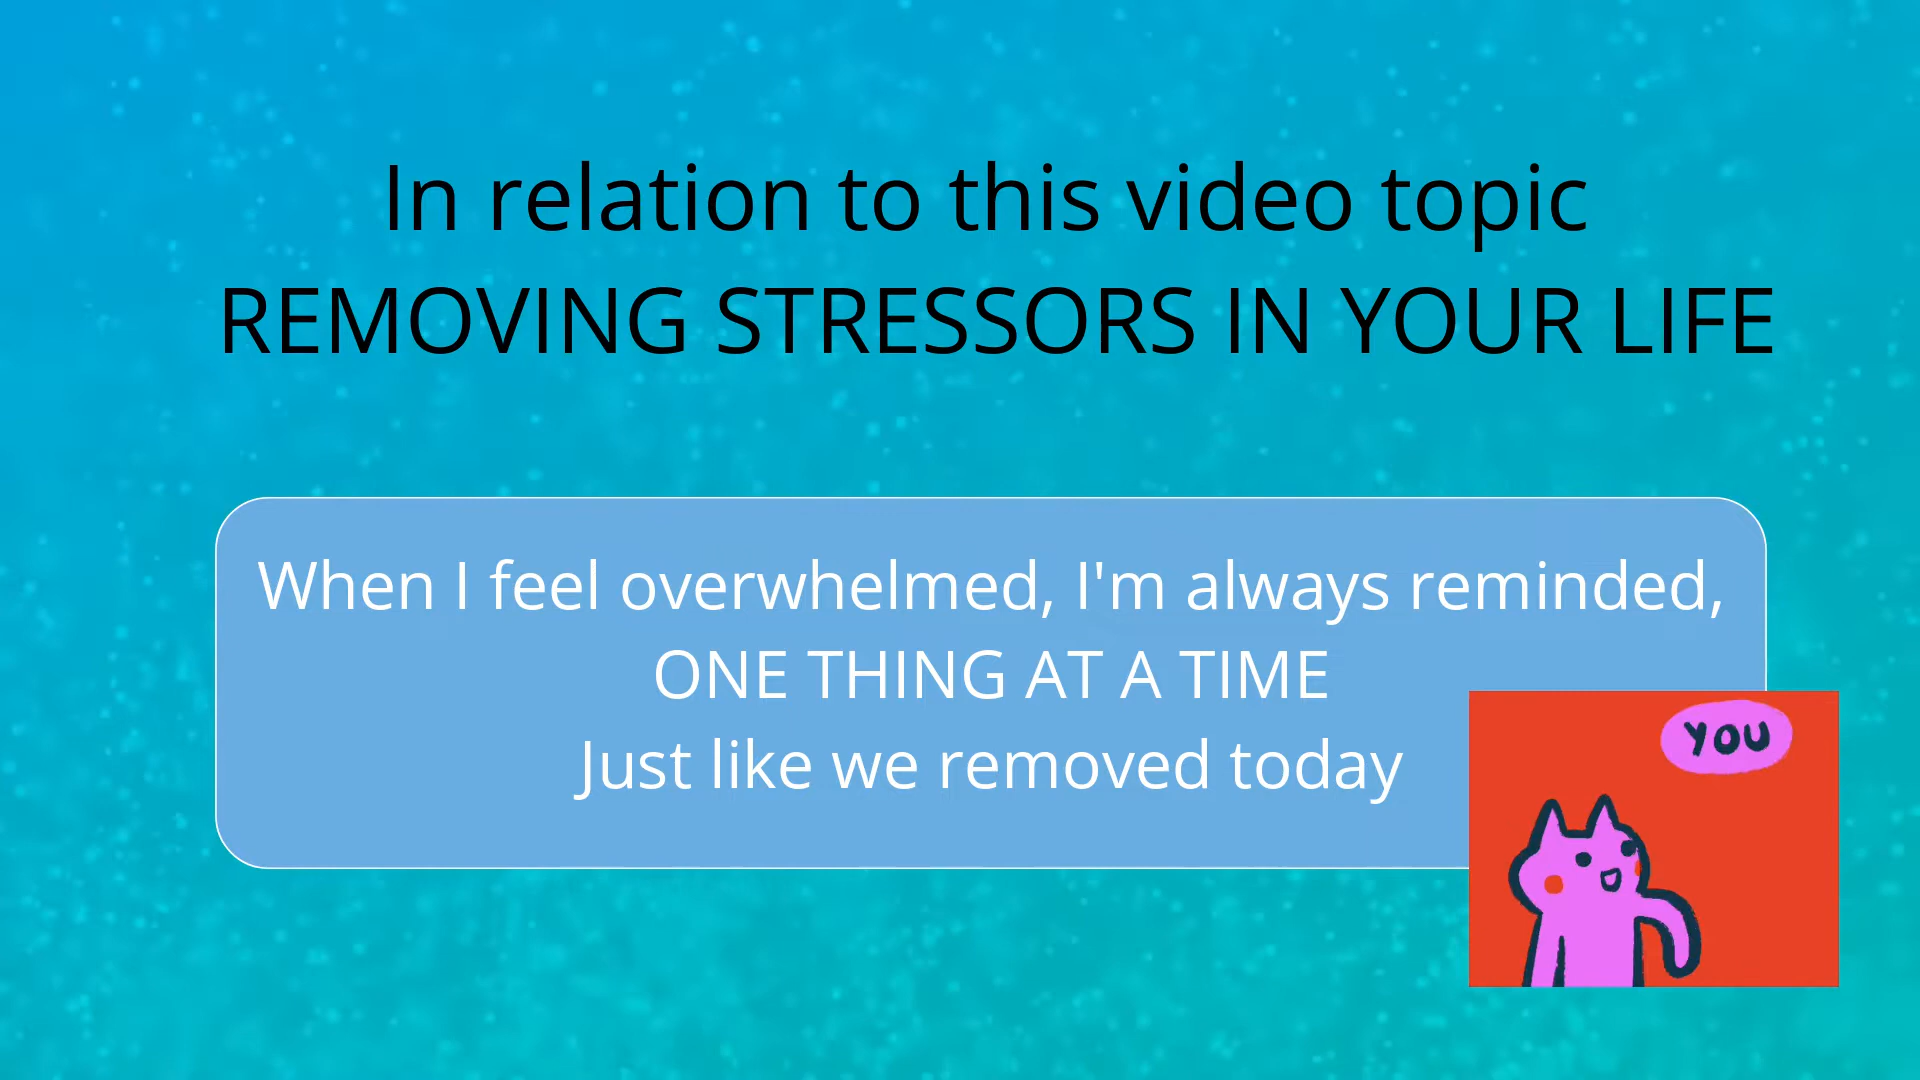 In relation to this video topic
REMOVING STRESSORS IN YOUR LIFE
When I feel overwhelmed, I'm always reminded,
ONE THING AT A TIME
Just like we removed today
YOU